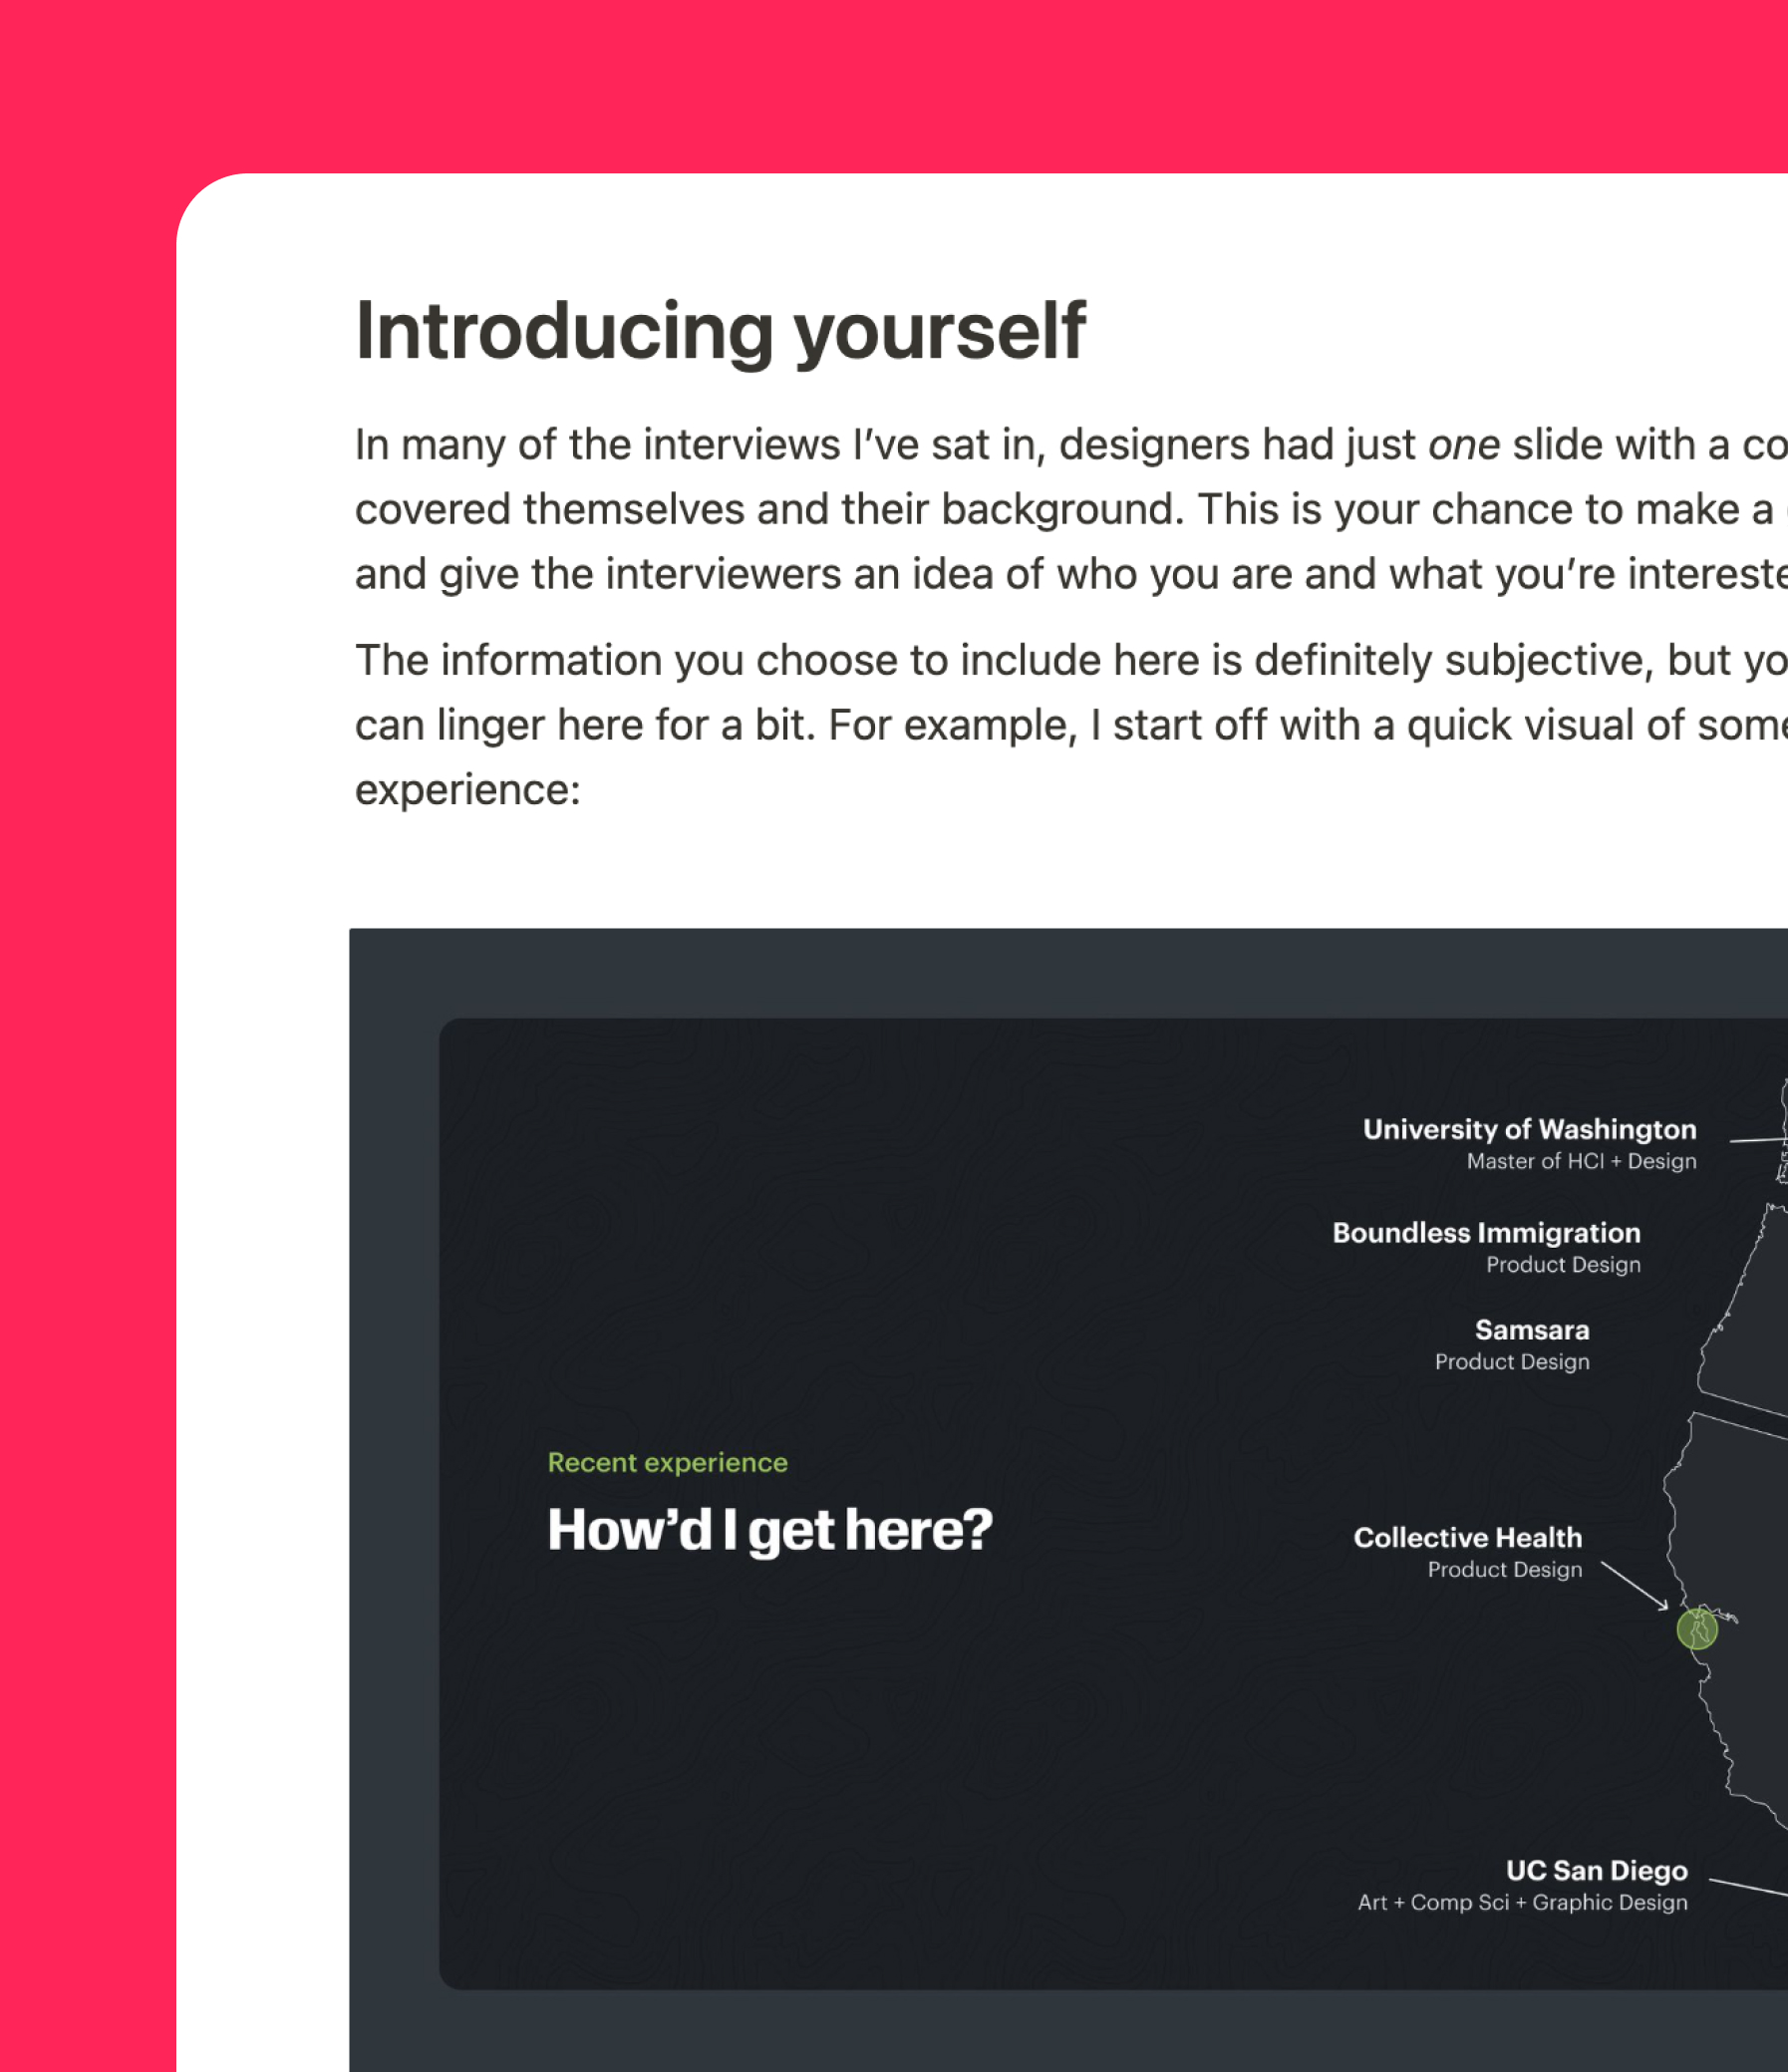 Introducing yourself
In many of the interviews I’ve sat in, designers had just one slide with a co
covered themselves and their background. This is your chance to make a
and give the interviewers an idea of who you are and what you’re intereste
The information you choose to include here is definitely subjective, but yo
can linger here for a bit. For example, I start off with a quick visual of some
experience:
University of Washington
Master of HCI + Design
Boundless Immigration
Product Design
Samsara
Product Design
Recent experience
How’d I get here?
Collective Health
Product Design
UC San Diego
Art + Comp Sci + Graphic Design